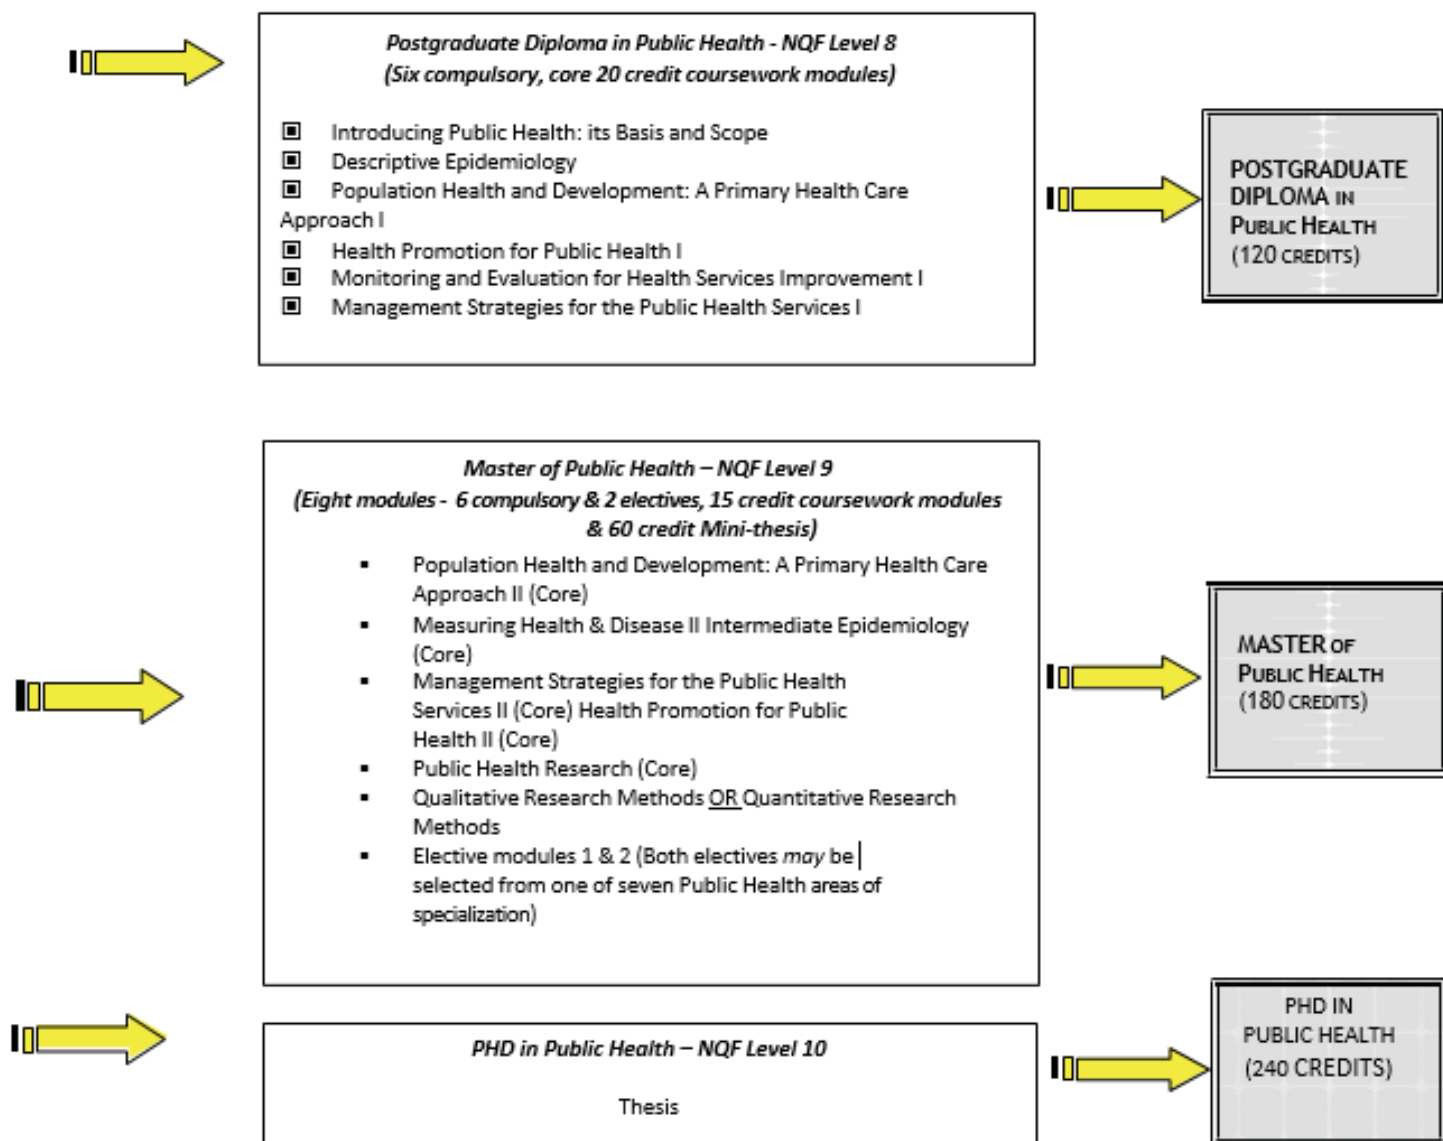 Postgraduate Diploma in Public Health - NQF Level 8
(Six compulsory, core 20 credit coursework modules)
Introducing Public Health: its Basis and Scope
Descriptive Epidemiology
Population Health and Development: A Primary Health Care
Approach I
Health Promotion for Public Health I
Monitoring and Evaluation for Health Services Improvement I
Management Strategies for the Public Health Services I
POSTGRADUATE
DIPLOMA IN
PUBLIC HEALTH
(120 CREDITS)
Master of Public Health – NQF Level 9
(Eight modules - 6 compulsory & 2 electives, 15 credit coursework modules
& 60 credit Mini-thesis)
Population Health and Development: A Primary Health Care
Approach II (Core)
Measuring Health & Disease II Intermediate Epidemiology
(Core)
Management Strategies for the Public Health
Services II (Core) Health Promotion for Public
Health II (Core)
Public Health Research (Core)
Qualitative Research Methods OR Quantitative Research
Methods
Elective modules 1 & 2 (Both electives may be
selected from one of seven Public Health areas of
specialization)
MASTER OF
PUBLIC HEALTH
(180 CREDITS)
PHD in Public Health – NQF Level 10
Thesis
PHD IN
PUBLIC HEALTH
(240 CREDITS)